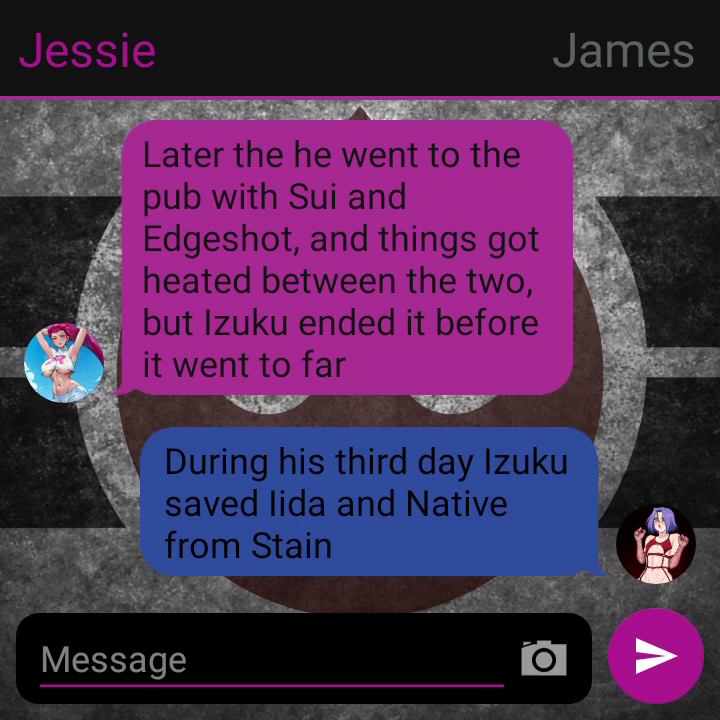 Jessie
James
Later the he went to the
pub with Sui and
Edgeshot, and things got
heated between the two,
but Izuku ended it before
it went to far
During his third day Izuku
saved Iida and Native
from Stain
Message